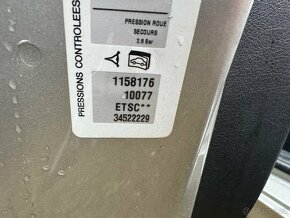 PRESSIONS CONTROLEES
PRESSION ROUE
SECOURS
2.8 Bar
1158176
10077
ETSC**
34522229